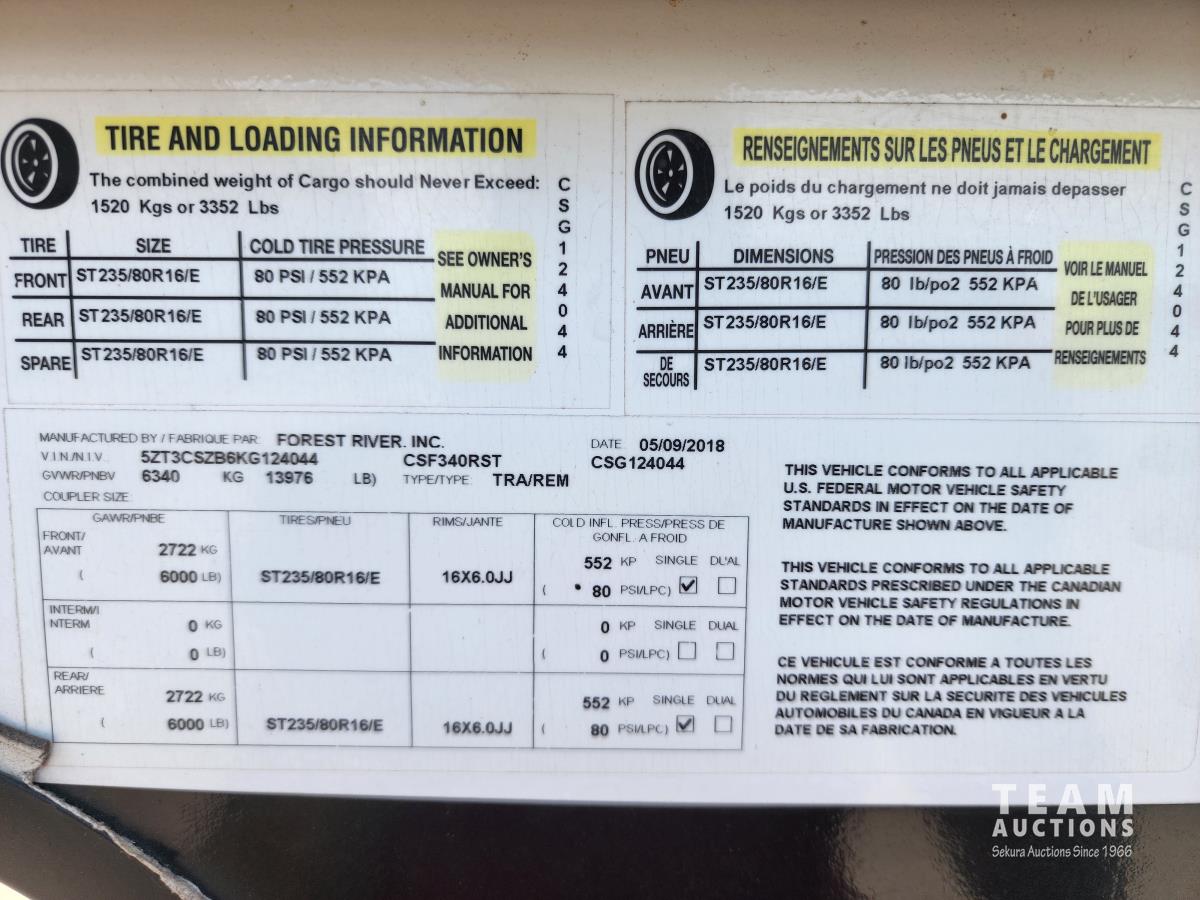 TIRE AND LOADING INFORMATION
The combined weight of Cargo should Never Exceed:
1520 Kgs or 3352 Lbs
TIRE SIZE COLD TIRE PRESSURE
FRONT ST235/80R16/E 80 PSI / 552 KPA
REAR ST235/80R16/E 80 PSI / 552 KPA
SPARE ST235/80R16/E 80 PSI / 552 KPA
SEE OWNER'S
MANUAL FOR
ADDITIONAL
INFORMATION
CSG124044
RENSEIGNEMENTS SUR LES PNEUS ET LE CHARGEMENT
Le poids du chargement ne doit jamais depasser
1520 Kgs or 3352 Lbs
PNEU DIMENSIONS PRESSION DES PNEUS À FROID
AVANT ST235/80R16/E 80 lb/po2 552 KPA
ARRIÈRE ST235/80R16/E 80 lb/po2 552 KPA
DE
SECOURS ST235/80R16/E 80 lb/po2 552 KPA
VOIR LE MANUEL
DE L'USAGER
POUR PLUS DE
RENSEIGNEMENTS
CSG124044
MANUFACTURED BY / FABRIQUE PAR: FOREST RIVER. INC. DATE: 05/09/2018
V.I.N./N.I.V. 5ZT3CSZB6KG124044 CSF340RST CSG124044
GVWR/PNBV 6340 KG 13976 LB) TYPE/TYPE: TRA/REM
COUPLER SIZE:
GAWR/PNBE TIRES/PNEU RIMS/JANTE COLD INFL. PRESS/PRESS DE
GONFL. A FROID
FRONT/
AVANT 2722 KG 552 KP SINGLE DUAL
( 6000 LB) ST235/80R16/E 16X6.0JJ ( 80 PSI/LPC)
INTERM/I
NTERM 0 KG 0 KP SINGLE DUAL
( 0 LB) ( 0 PSI/LPC)
REAR/
ARRIERE 2722 KG 552 KP SINGLE DUAL
( 6000 LB) ST235/80R16/E 16X6.0JJ ( 80 PSI/LPC)
THIS VEHICLE CONFORMS TO ALL APPLICABLE
U.S. FEDERAL MOTOR VEHICLE SAFETY
STANDARDS IN EFFECT ON THE DATE OF
MANUFACTURE SHOWN ABOVE.
THIS VEHICLE CONFORMS TO ALL APPLICABLE
STANDARDS PRESCRIBED UNDER THE CANADIAN
MOTOR VEHICLE SAFETY REGULATIONS IN
EFFECT ON THE DATE OF MANUFACTURE.
CE VEHICULE EST CONFORME A TOUTES LES
NORMES QUI LUI SONT APPLICABLES EN VERTU
DU REGLEMENT SUR LA SECURITE DES VEHICULES
AUTOMOBILES DU CANADA EN VIGUEUR A LA
DATE DE SA FABRICATION.
TEAM
AUCTIONS
Sekura Auctions Since 1966